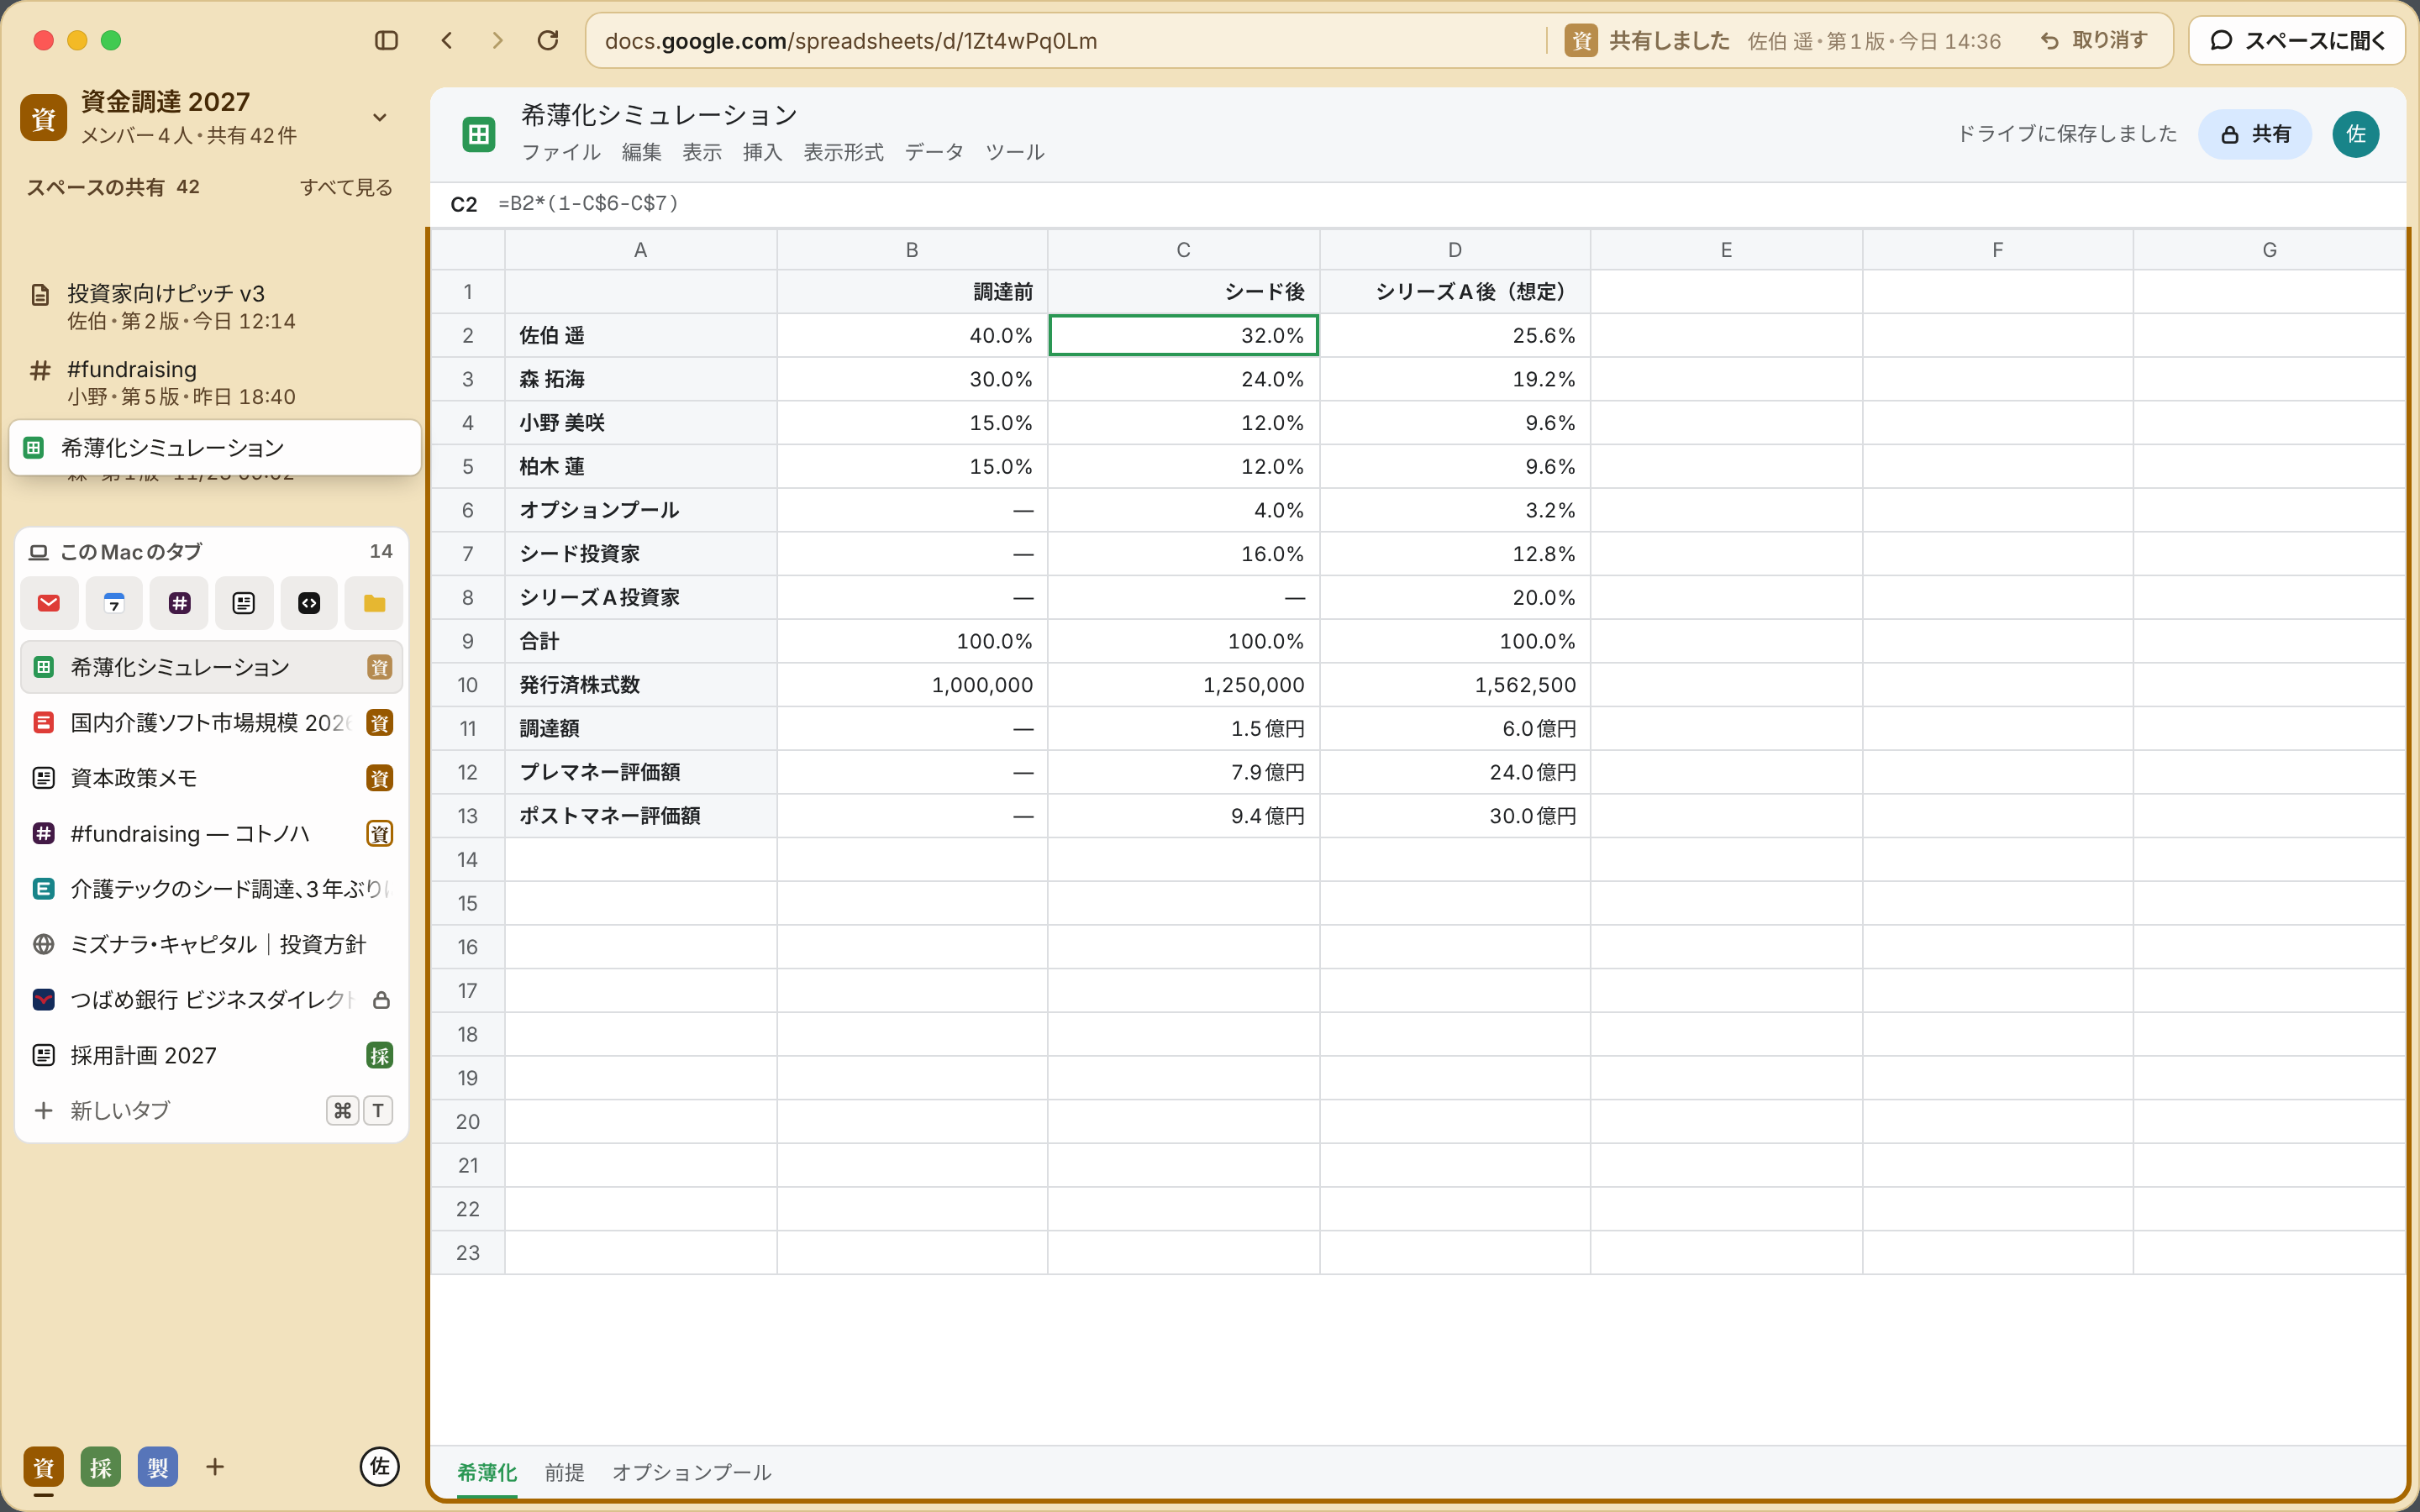 docs.google.com/spreadsheets/d/1Zt4wPq0Lm
資 共有しました 佐伯 遥・第1版・今日 14:36 取り消す
スペースに聞く
資 資金調達 2027
メンバー4人・共有42件
スペースの共有 42 すべて見る
投資家向けピッチ v3
佐伯・第2版・今日 12:14
#fundraising
小野・第5版・昨日 18:40
希薄化シミュレーション
このMacのタブ 14
7
希薄化シミュレーション 資
国内介護ソフト市場規模 2026 資
資本政策メモ 資
#fundraising — コトノハ 資
介護テックのシード調達、3年ぶり
ミズナラ・キャピタル｜投資方針
つばめ銀行 ビジネスダイレクト
採用計画 2027 採
新しいタブ ⌘ T
資 採 製 + 佐
希薄化シミュレーション
ファイル 編集 表示 挿入 表示形式 データ ツール
ドライブに保存しました 共有 佐
C2 =B2*(1-C$6-C$7)
A B C D E F G
1 調達前 シード後 シリーズA後（想定）
2 佐伯 遥 40.0% 32.0% 25.6%
3 森 拓海 30.0% 24.0% 19.2%
4 小野 美咲 15.0% 12.0% 9.6%
5 柏木 蓮 15.0% 12.0% 9.6%
6 オプションプール — 4.0% 3.2%
7 シード投資家 — 16.0% 12.8%
8 シリーズA投資家 — — 20.0%
9 合計 100.0% 100.0% 100.0%
10 発行済株式数 1,000,000 1,250,000 1,562,500
11 調達額 — 1.5億円 6.0億円
12 プレマネー評価額 — 7.9億円 24.0億円
13 ポストマネー評価額 — 9.4億円 30.0億円
14
15
16
17
18
19
20
21
22
23
希薄化 前提 オプションプール